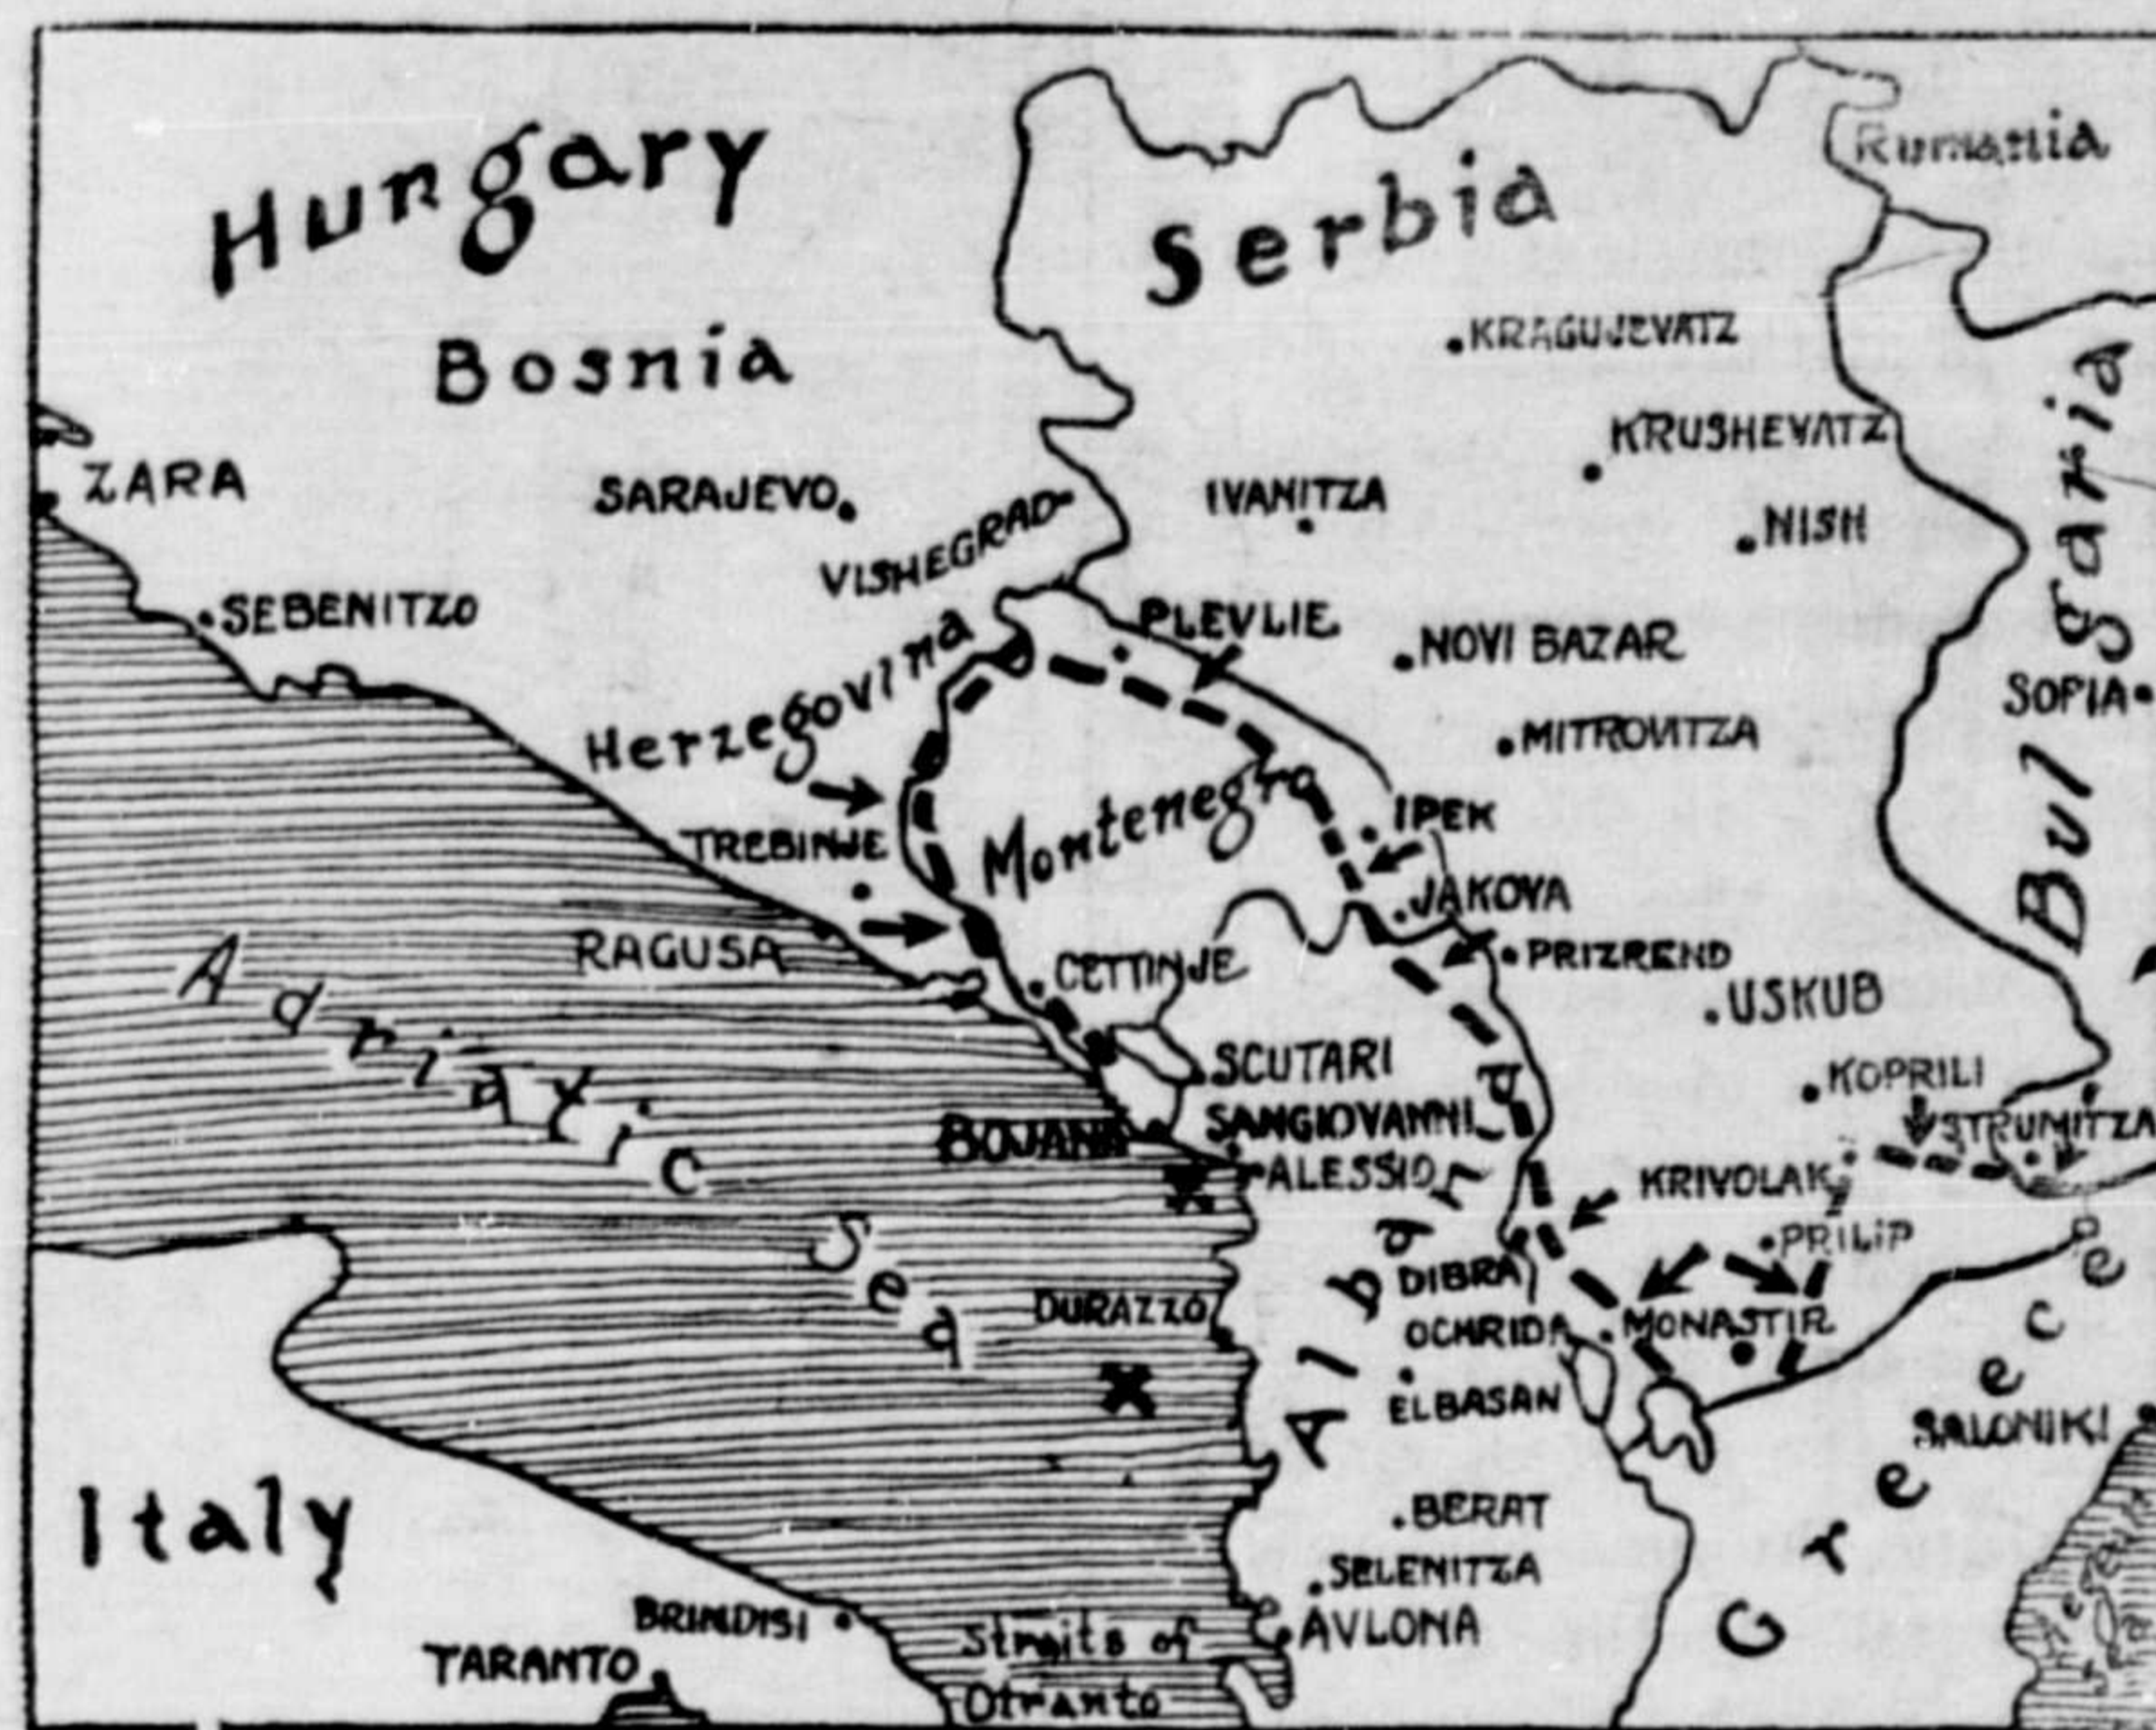 Hungary
Rumania
Serbia
Bosnia
.KRAGUJEVATZ
KRUSHEVATZ
ZARA
SARAJEVO
IVANITZA
NISH
VISHEGRAD
SEBENITZO
PLEVLIE
NOVI BAZAR
Herzegovina
SOFIA
Bulgaria
MITROVITZA
Montenegro
IPEK
TREBINJE
JAKOVA
RAGUSA
CETTINJE
PRIZREND
USKUB
Adriatic Sea
SCUTARI
KOPRILI
SANGIOVANNI
STRUMITZA
BOJANA
ALESSIO
KRIVOLAK
PRILIP
DIBRA
DURAZZO
OCHRIDA
MONASTIR
Albania
ELBASAN
SALONIKI
Greece
Italy
BERAT
SELENITZA
BRINDISI
AVLONA
Straits of
Otranto
TARANTO